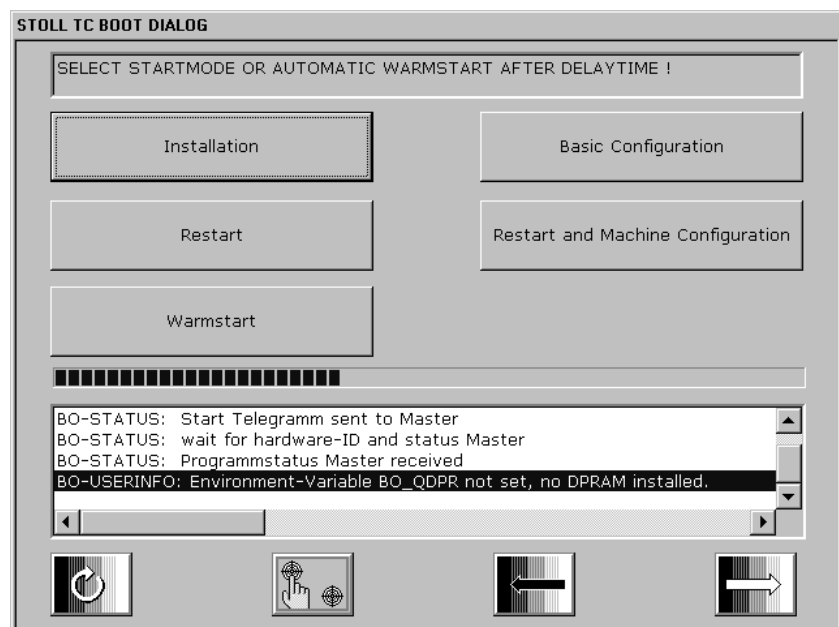 STOLL TC BOOT DIALOG
SELECT STARTMODE OR AUTOMATIC WARMSTART AFTER DELAYTIME !
Installation
Basic Configuration
Restart
Restart and Machine Configuration
Warmstart
BO-STATUS: Start Telegramm sent to Master
BO-STATUS: wait for hardware-ID and status Master
BO-STATUS: Programmstatus Master received
BO-USERINFO: Environment-Variable BO_QDPR not set, no DPRAM installed.